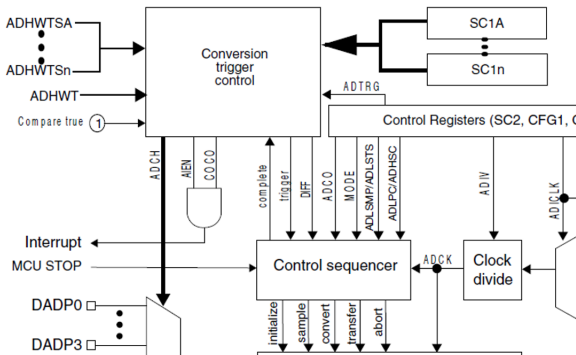 ADHWTSA
ADHWTSn
ADHWT
Compare true
1
Conversion
trigger
control
SC1A
SC1n
ADTRG
Control Registers (SC2, CFG1,
ADCH
AIEN
COCO
complete
trigger
DIFF
ADCO
MODE
ADLSMP/ADLSTS
ADLPC/ADHSC
ADIV
ADICLK
Interrupt
MCU STOP
Control sequencer
ADCK
Clock
divide
DADP0
DADP3
initialize
sample
convert
transfer
abort